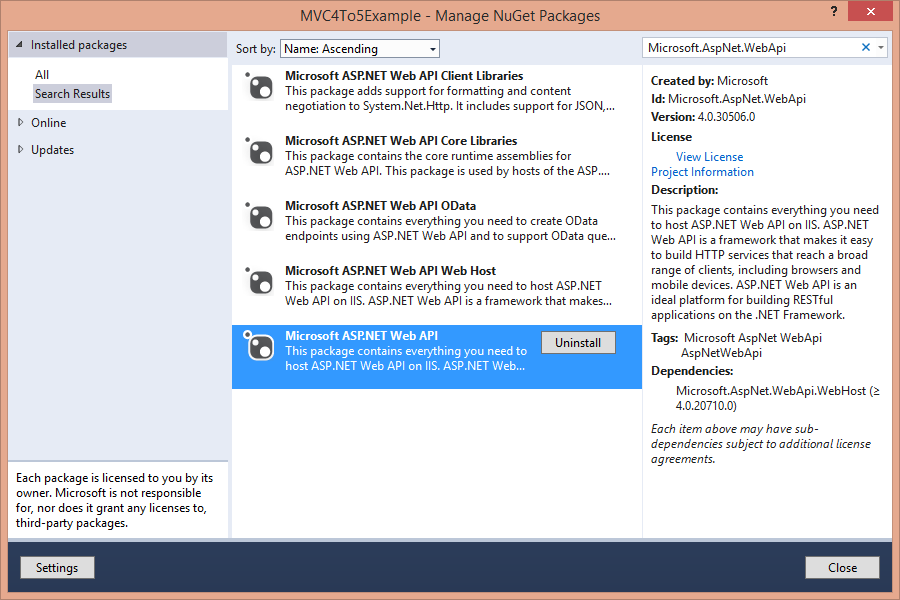 MVC4To5Example - Manage NuGet Packages
?
Installed packages
All
Search Results
Online
Updates
Each package is licensed to you by its
owner. Microsoft is not responsible
for, nor does it grant any licenses to,
third-party packages.
Sort by: Name: Ascending
Microsoft ASP.NET Web API Client Libraries
This package adds support for formatting and content
negotiation to System.Net.Http. It includes support for JSON,...
Microsoft ASP.NET Web API Core Libraries
This package contains the core runtime assemblies for
ASP.NET Web API. This package is used by hosts of the ASP....
Microsoft ASP.NET Web API OData
This package contains everything you need to create OData
endpoints using ASP.NET Web API and to support OData que...
Microsoft ASP.NET Web API Web Host
This package contains everything you need to host ASP.NET
Web API on IIS. ASP.NET Web API is a framework that makes...
Microsoft ASP.NET Web API
This package contains everything you need to
host ASP.NET Web API on IIS. ASP.NET Web...
Uninstall
Microsoft.AspNet.WebApi
Created by: Microsoft
Id: Microsoft.AspNet.WebApi
Version: 4.0.30506.0
License
View License
Project Information
Description:
This package contains everything you need
to host ASP.NET Web API on IIS. ASP.NET
Web API is a framework that makes it easy
to build HTTP services that reach a broad
range of clients, including browsers and
mobile devices. ASP.NET Web API is an
ideal platform for building RESTful
applications on the .NET Framework.
Tags: Microsoft AspNet WebApi
AspNetWebApi
Dependencies:
Microsoft.AspNet.WebApi.WebHost (≥
4.0.20710.0)
Each item above may have sub-
dependencies subject to additional license
agreements.
Settings
Close